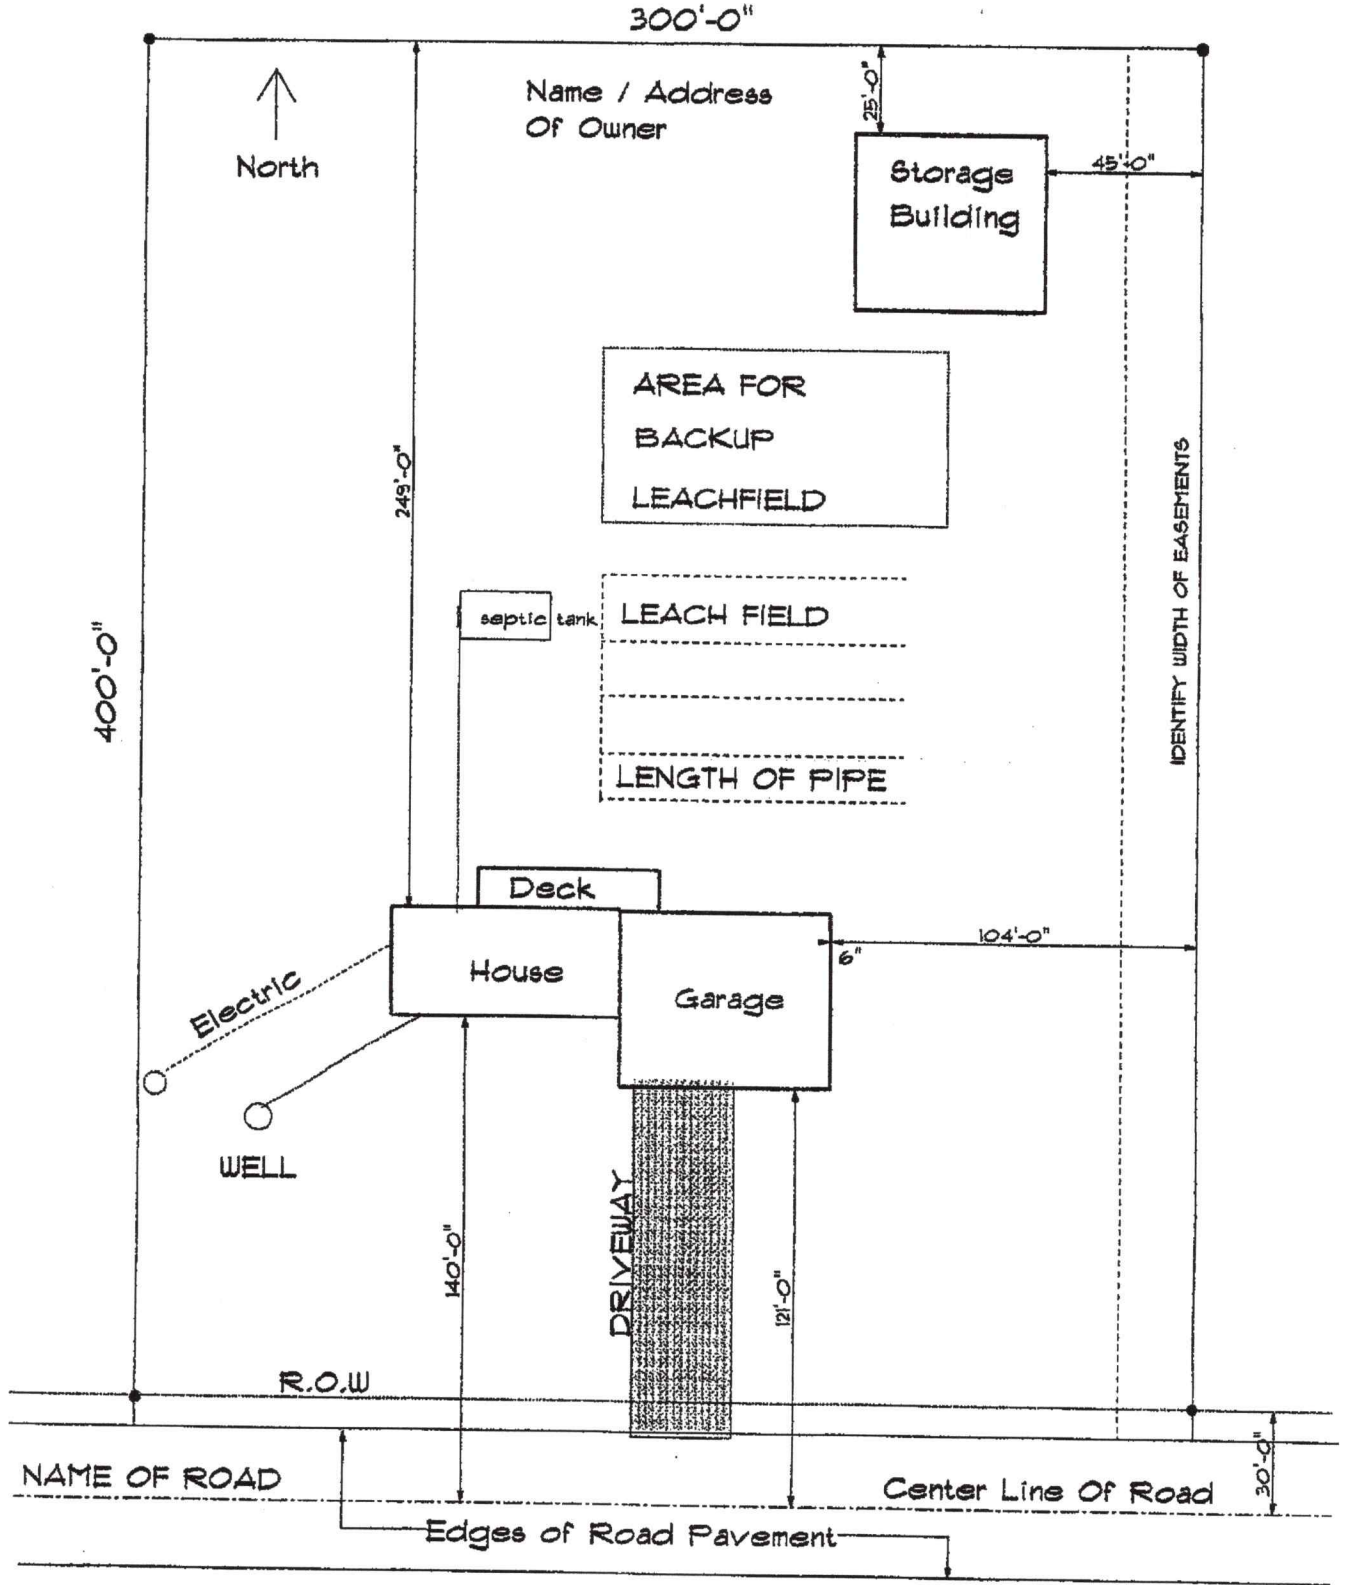 300'-0"
Name / Address
Of Owner
25'-0"
North
Storage
Building
45'-0"
AREA FOR
BACKUP
LEACHFIELD
249'-0"
IDENTIFY WIDTH OF EASEMENTS
septic tank
LEACH FIELD
400'-0"
LENGTH OF PIPE
Deck
House
Garage
104'-0"
6"
Electric
WELL
DRIVEWAY
140'-0"
121'-0"
R.O.W
NAME OF ROAD
Center Line Of Road
30'-0"
Edges of Road Pavement